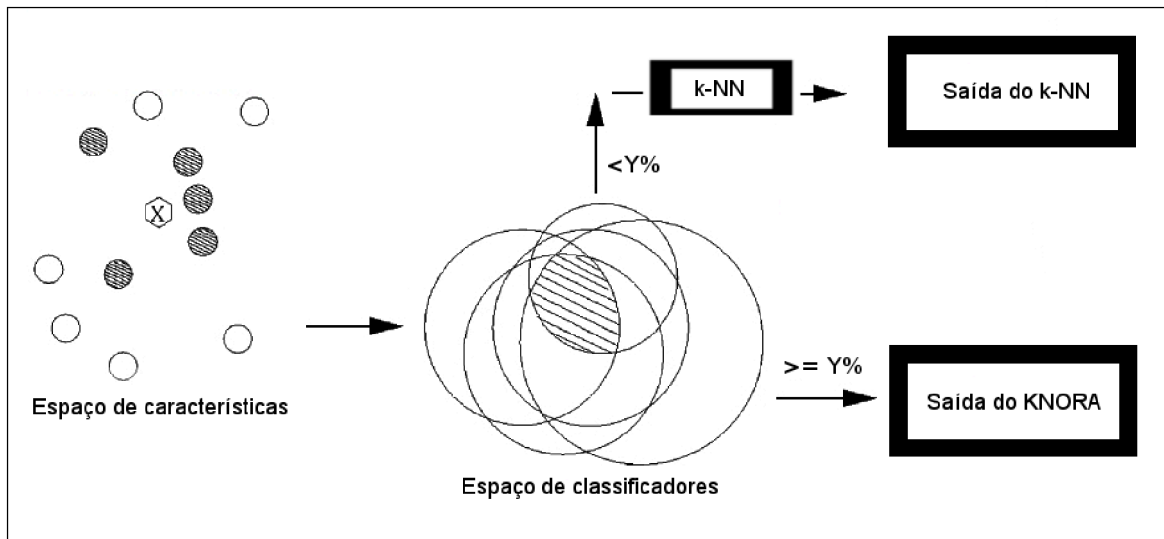 X
Espaço de características
k-NN
Saída do k-NN
<Y%
>= Y%
Saída do KNORA
Espaço de classificadores